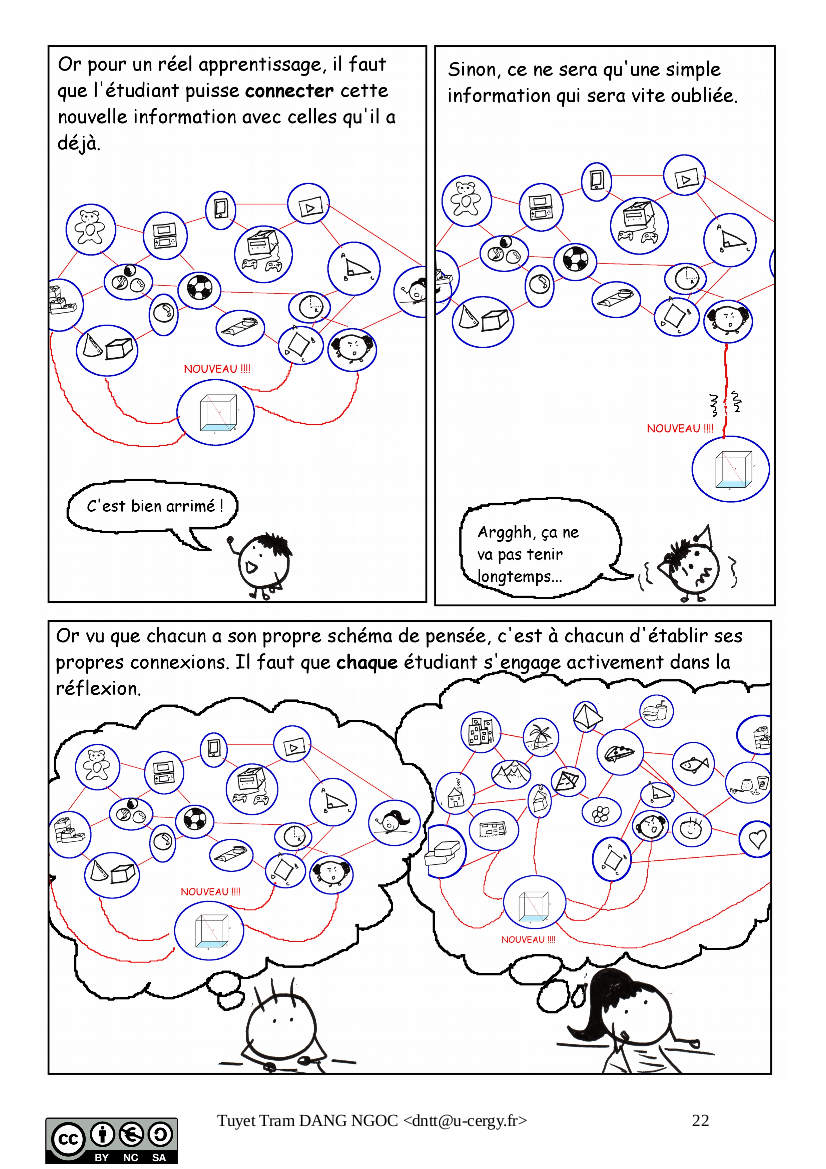 Or pour un réel apprentissage, il faut
que l'étudiant puisse connecter cette
nouvelle information avec celles qu'il a
déjà.
NOUVEAU !!!!
C'est bien arrimé !
Sinon, ce ne sera qu'une simple
information qui sera vite oubliée.
NOUVEAU !!!!
Argghh, ça ne
va pas tenir
longtemps...
Or vu que chacun a son propre schéma de pensée, c'est à chacun d'établir ses
propres connexions. Il faut que chaque étudiant s'engage activement dans la
réflexion.
NOUVEAU !!!!
NOUVEAU !!!!
cc BY NC SA
Tuyet Tram DANG NGOC <dntt@u-cergy.fr> 22